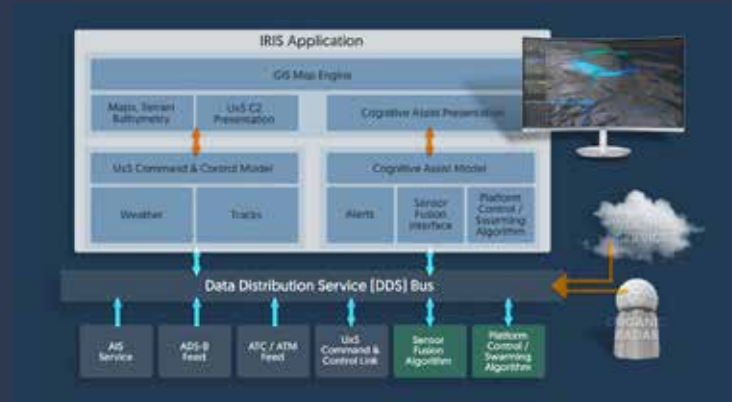 IRIS Application
GIS Map Engine
Maps, Terrain
Bathymetry
UxS C2
Presentation
Cognitive Assist Presentation
UxS Command & Control Model
Cognitive Assist Model
Weather
Tracks
Alerts
Sensor
Fusion
Interface
Platform
Control /
Swarming
Algorithm
Data Distribution Service (DDS) Bus
AIS
Service
ADS-B
Feed
ATC / ATM
Feed
UxS
Command &
Control Link
Sensor
Fusion
Algorithm
Platform
Control /
Swarming
Algorithm
ORGANIC
RADAR